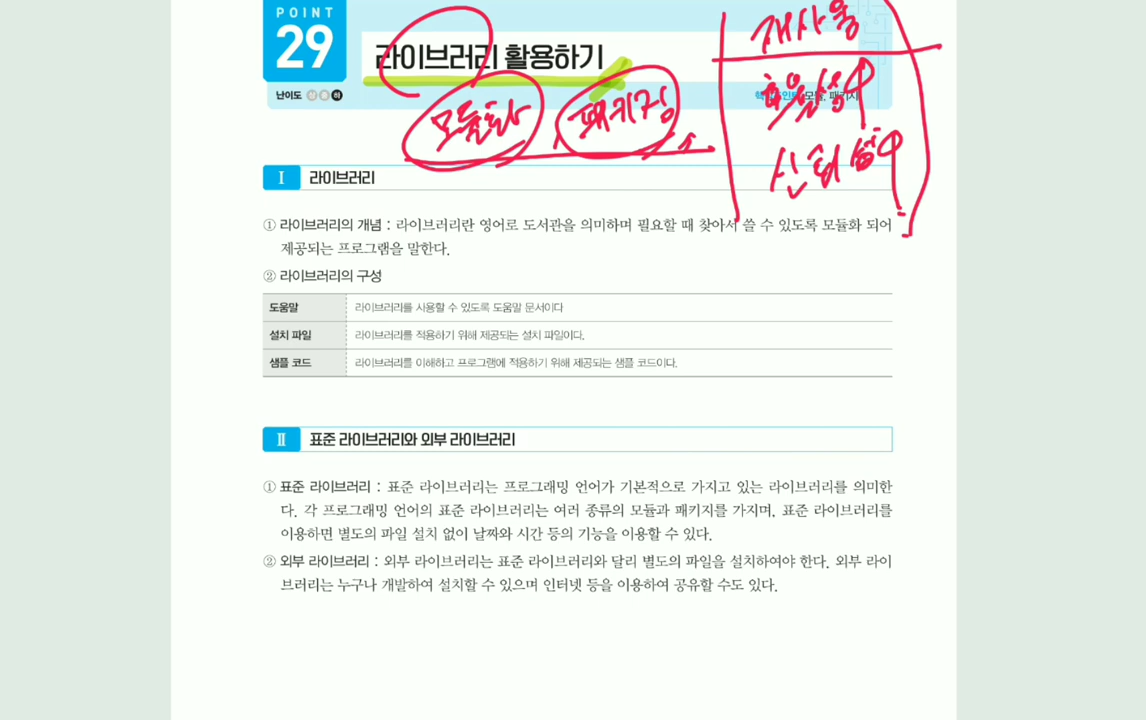 POINT
29
라이브러리 활용하기
재사용
난이도 상 중 하
모듈, 패키지
효율성
모듈화, 패키징
신뢰성
Ⅰ 라이브러리
① 라이브러리의 개념 : 라이브러리란 영어로 도서관을 의미하며 필요할 때 찾아서 쓸 수 있도록 모듈화 되어
제공되는 프로그램을 말한다.
② 라이브러리의 구성
도움말 라이브러리를 사용할 수 있도록 도움말 문서이다
설치 파일 라이브러리를 적용하기 위해 제공되는 설치 파일이다.
샘플 코드 라이브러리를 이해하고 프로그램에 적용하기 위해 제공되는 샘플 코드이다.
Ⅱ 표준 라이브러리와 외부 라이브러리
① 표준 라이브러리 : 표준 라이브러리는 프로그래밍 언어가 기본적으로 가지고 있는 라이브러리를 의미한
다. 각 프로그래밍 언어의 표준 라이브러리는 여러 종류의 모듈과 패키지를 가지며, 표준 라이브러리를
이용하면 별도의 파일 설치 없이 날짜와 시간 등의 기능을 이용할 수 있다.
② 외부 라이브러리 : 외부 라이브러리는 표준 라이브러리와 달리 별도의 파일을 설치하여야 한다. 외부 라이
브러리는 누구나 개발하여 설치할 수 있으며 인터넷 등을 이용하여 공유할 수도 있다.